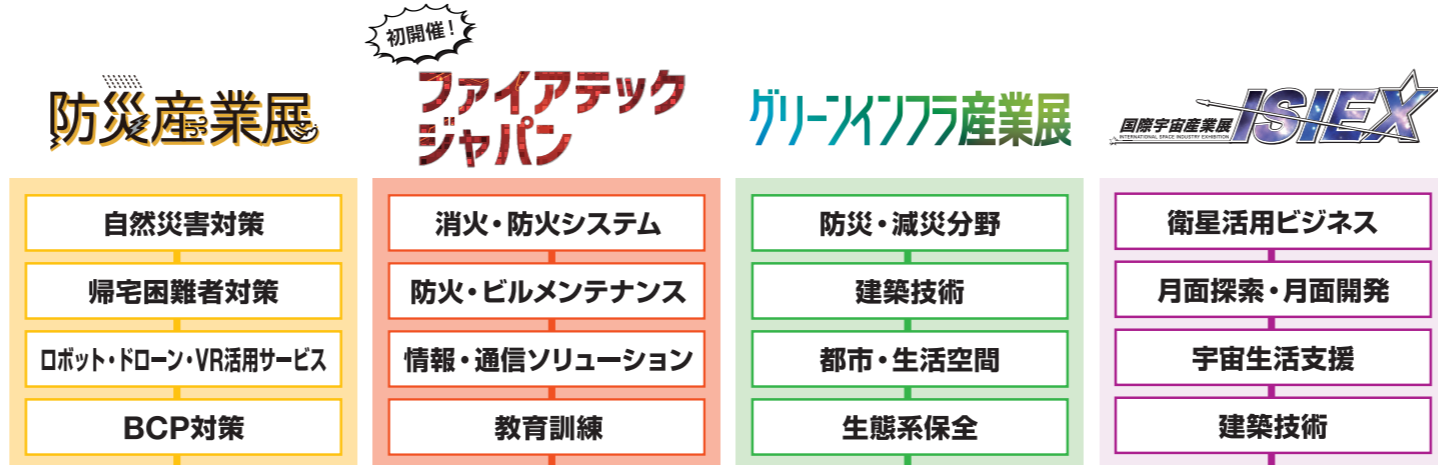 防災産業展
自然災害対策
帰宅困難者対策
ロボット・ドローン・VR活用サービス
BCP対策
初開催!
ファイアテック
ジャパン
消火・防火システム
防火・ビルメンテナンス
情報・通信ソリューション
教育訓練
グリーンインフラ産業展
防災・減災分野
建築技術
都市・生活空間
生態系保全
国際宇宙産業展 ISIEX
INTERNATIONAL SPACE INDUSTRY EXHIBITION
衛星活用ビジネス
月面探索・月面開発
宇宙生活支援
建築技術